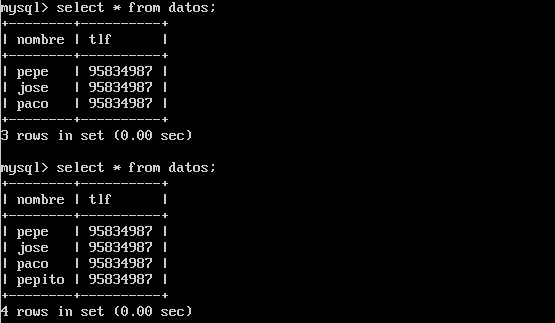 mysql> select * from datos;
+--------+----------+
| nombre | tlf      |
+--------+----------+
| pepe   | 95834987 |
| jose   | 95834987 |
| paco   | 95834987 |
+--------+----------+
3 rows in set (0.00 sec)

mysql> select * from datos;
+---------+----------+
| nombre | tlf      |
+---------+----------+
| pepe   | 95834987 |
| jose   | 95834987 |
| paco   | 95834987 |
| pepito | 95834987 |
+--------+----------+
4 rows in set (0.00 sec)